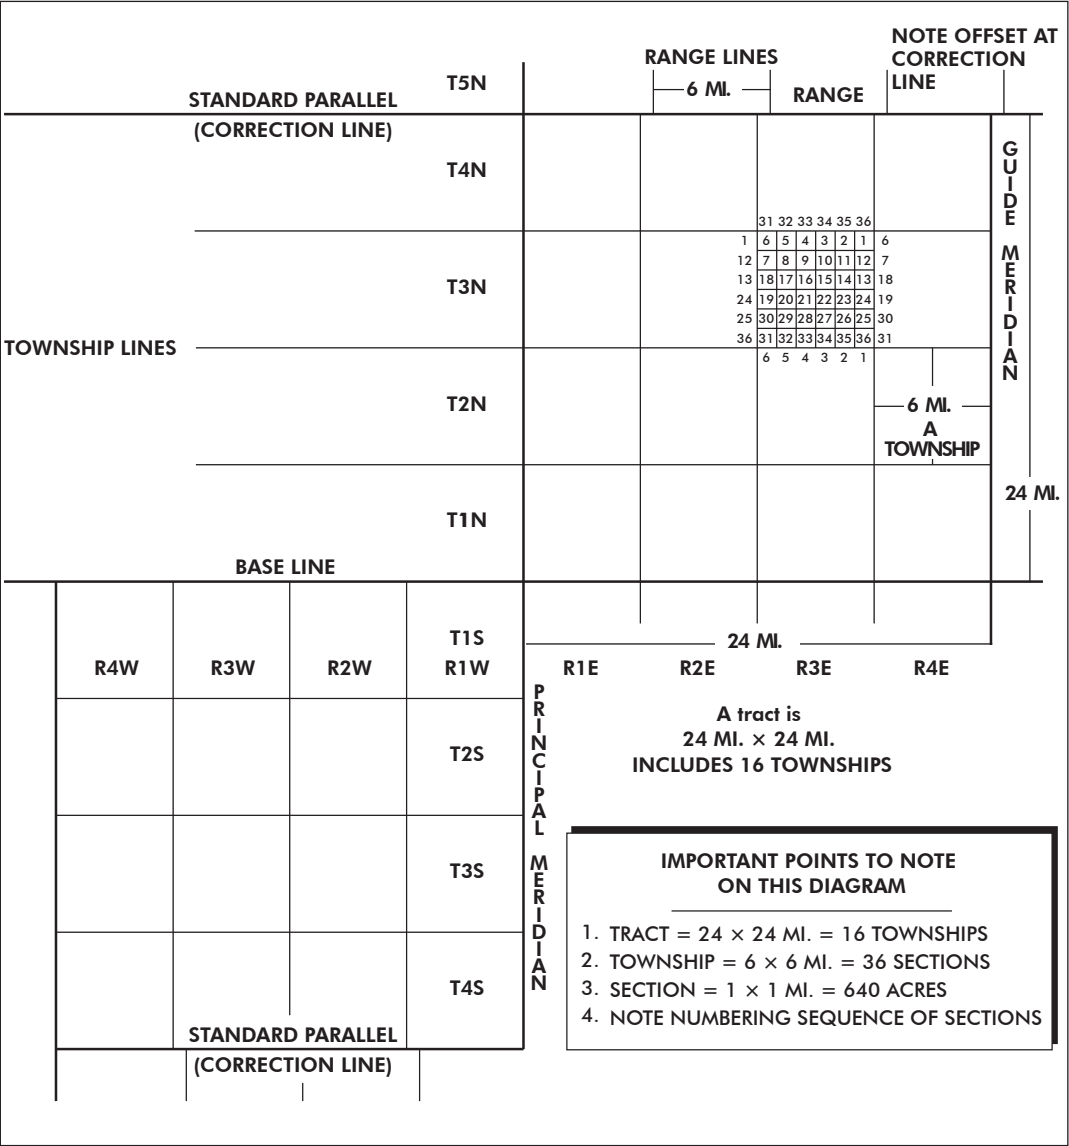 NOTE OFFSET AT
CORRECTION
LINE
RANGE LINES
6 MI.
RANGE
T5N
STANDARD PARALLEL
(CORRECTION LINE)
T4N
GUIDE MERIDIAN
31 32 33 34 35 36
1 6 5 4 3 2 1 6
12 7 8 9 10 11 12 7
13 18 17 16 15 14 13 18
24 19 20 21 22 23 24 19
25 30 29 28 27 26 25 30
36 31 32 33 34 35 36 31
6 5 4 3 2 1
T3N
TOWNSHIP LINES
T2N
6 MI.
A
TOWNSHIP
24 MI.
T1N
BASE LINE
T1S
24 MI.
R4W R3W R2W R1W R1E R2E R3E R4E
PRINCIPAL MERIDIAN
A tract is
24 MI. × 24 MI.
INCLUDES 16 TOWNSHIPS
T2S
T3S
T4S
STANDARD PARALLEL
(CORRECTION LINE)
IMPORTANT POINTS TO NOTE
ON THIS DIAGRAM
1. TRACT = 24 × 24 MI. = 16 TOWNSHIPS
2. TOWNSHIP = 6 × 6 MI. = 36 SECTIONS
3. SECTION = 1 × 1 MI. = 640 ACRES
4. NOTE NUMBERING SEQUENCE OF SECTIONS